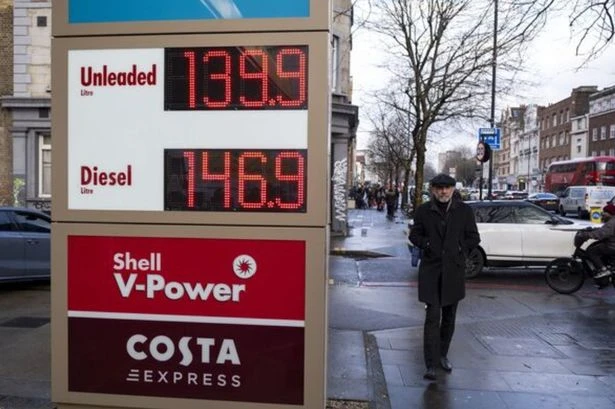 Unleaded
Litre
139.9
Diesel
Litre
146.9
Shell
V-Power
COSTA
EXPRESS